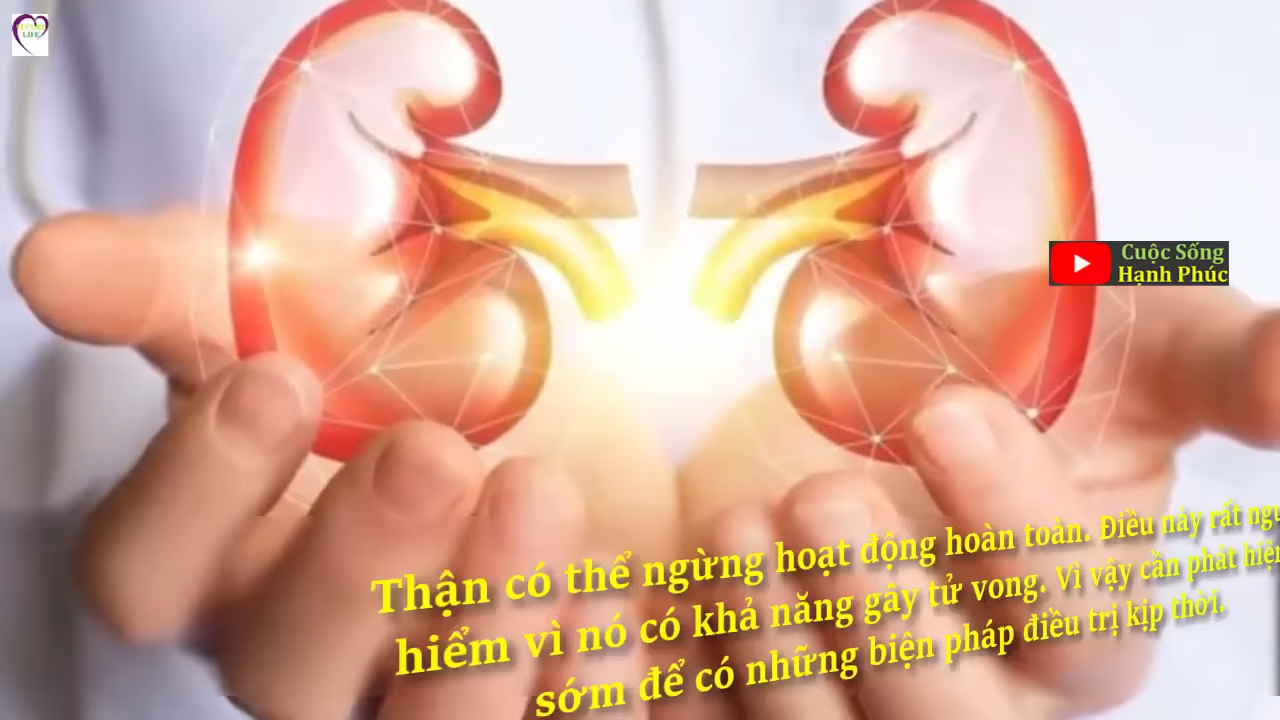 LIFE
Cuộc Sống
Hạnh Phúc
Thận có thể ngừng hoạt động hoàn toàn. Điều này rất
hiểm vì nó có khả năng gây tử vong. Vì vậy cần phát hiện
sớm để có những biện pháp điều trị kịp thời.